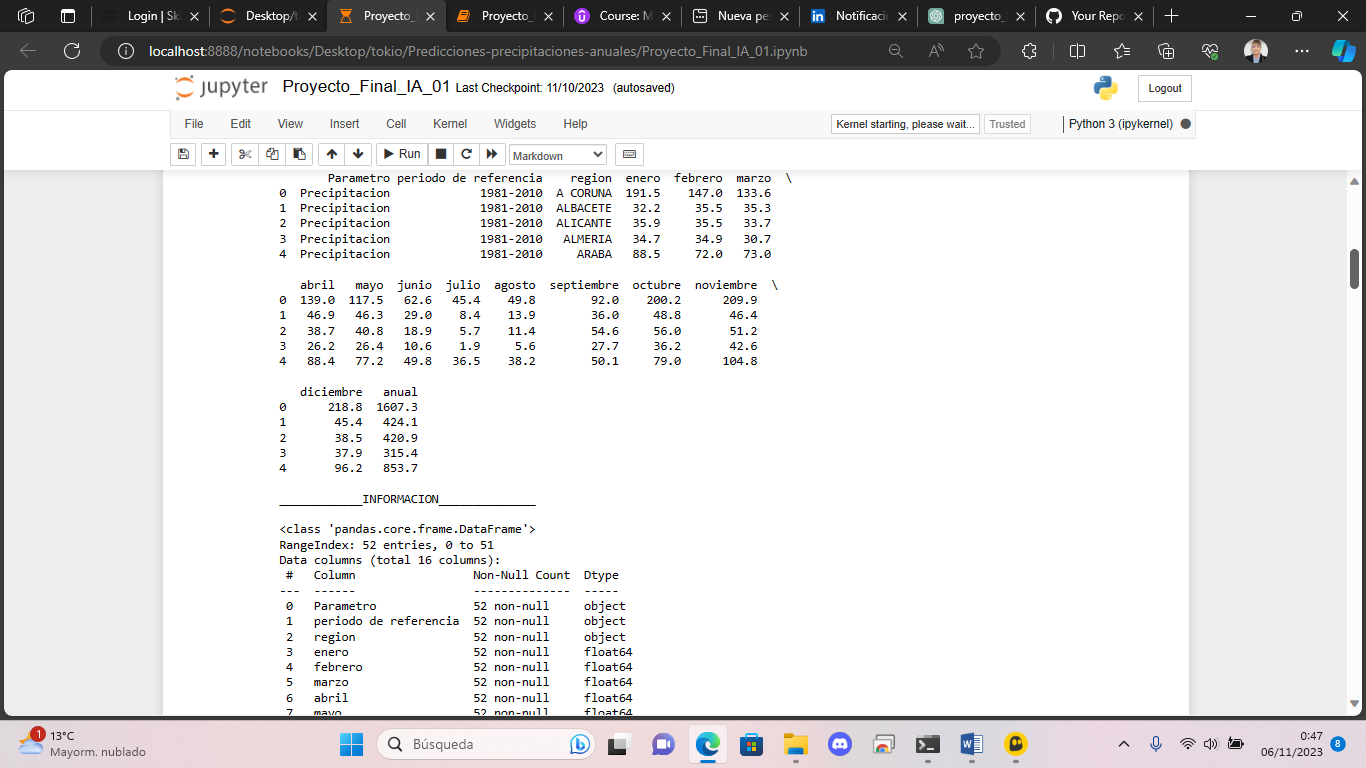 Login | Sk
Desktop/t
Proyecto_
Proyecto_
Course: M
Nueva pes
Notificaci
proyecto_
Your Repo
localhost:8888/notebooks/Desktop/tokio/Predicciones-precipitaciones-anuales/Proyecto_Final_IA_01.ipynb
jupyter Proyecto_Final_IA_01 Last Checkpoint: 11/10/2023 (autosaved)
Logout
File Edit View Insert Cell Kernel Widgets Help
Kernel starting, please wait... Trusted Python 3 (ipykernel)
Run Markdown
Parametro periodo de referencia region enero febrero marzo \
0 Precipitacion 1981-2010 A CORUNA 191.5 147.0 133.6
1 Precipitacion 1981-2010 ALBACETE 32.2 35.5 35.3
2 Precipitacion 1981-2010 ALICANTE 35.9 35.5 33.7
3 Precipitacion 1981-2010 ALMERIA 34.7 34.9 30.7
4 Precipitacion 1981-2010 ARABA 88.5 72.0 73.0
abril mayo junio julio agosto septiembre octubre noviembre \
0 139.0 117.5 62.6 45.4 49.8 92.0 200.2 209.9
1 46.9 46.3 29.0 8.4 13.9 36.0 48.8 46.4
2 38.7 40.8 18.9 5.7 11.4 54.6 56.0 51.2
3 26.2 26.4 10.6 1.9 5.6 27.7 36.2 42.6
4 88.4 77.2 49.8 36.5 38.2 50.1 79.0 104.8
diciembre anual
0 218.8 1607.3
1 45.4 424.1
2 38.5 420.9
3 37.9 315.4
4 96.2 853.7
____________INFORMACION______________
<class 'pandas.core.frame.DataFrame'>
RangeIndex: 52 entries, 0 to 51
Data columns (total 16 columns):
# Column Non-Null Count Dtype
--- ------ -------------- -----
0 Parametro 52 non-null object
1 periodo de referencia 52 non-null object
2 region 52 non-null object
3 enero 52 non-null float64
4 febrero 52 non-null float64
5 marzo 52 non-null float64
6 abril 52 non-null float64
7 mayo 52 non-null float64
1
13°C
Mayorm. nublado
Búsqueda
0:47
06/11/2023
8